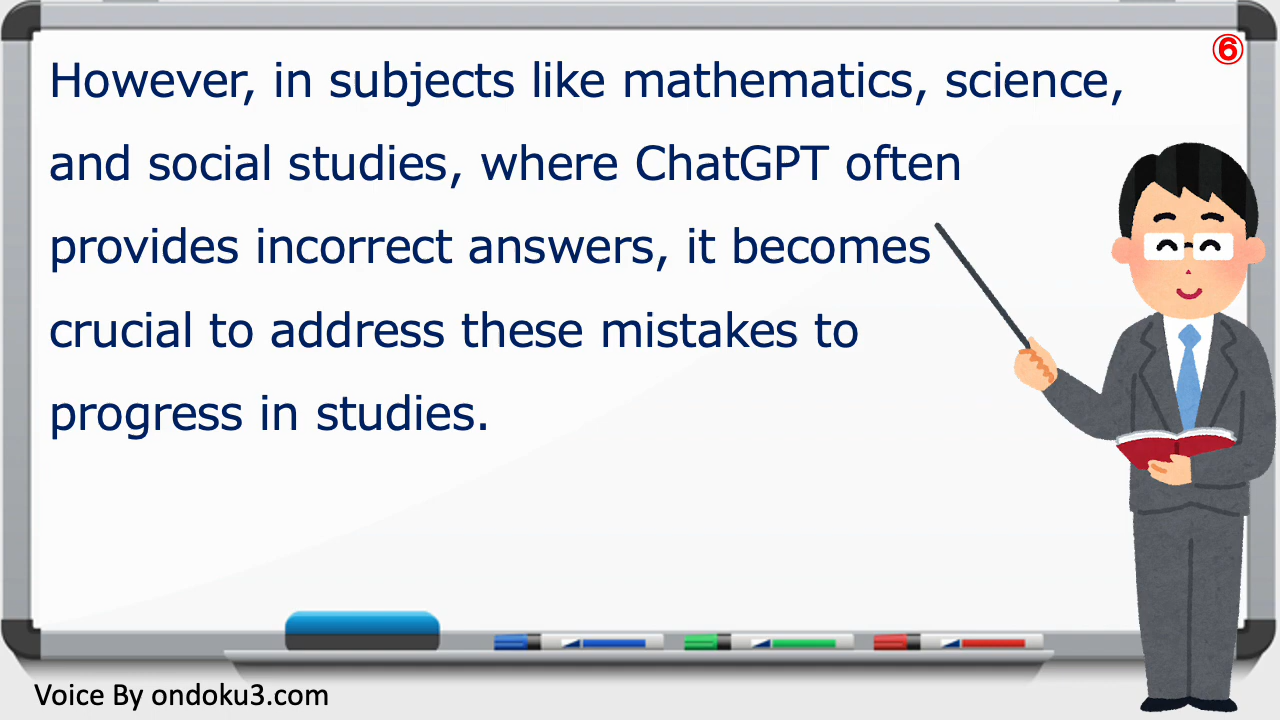 ⑥
However, in subjects like mathematics, science,
and social studies, where ChatGPT often
provides incorrect answers, it becomes
crucial to address these mistakes to
progress in studies.
Voice By ondoku3.com